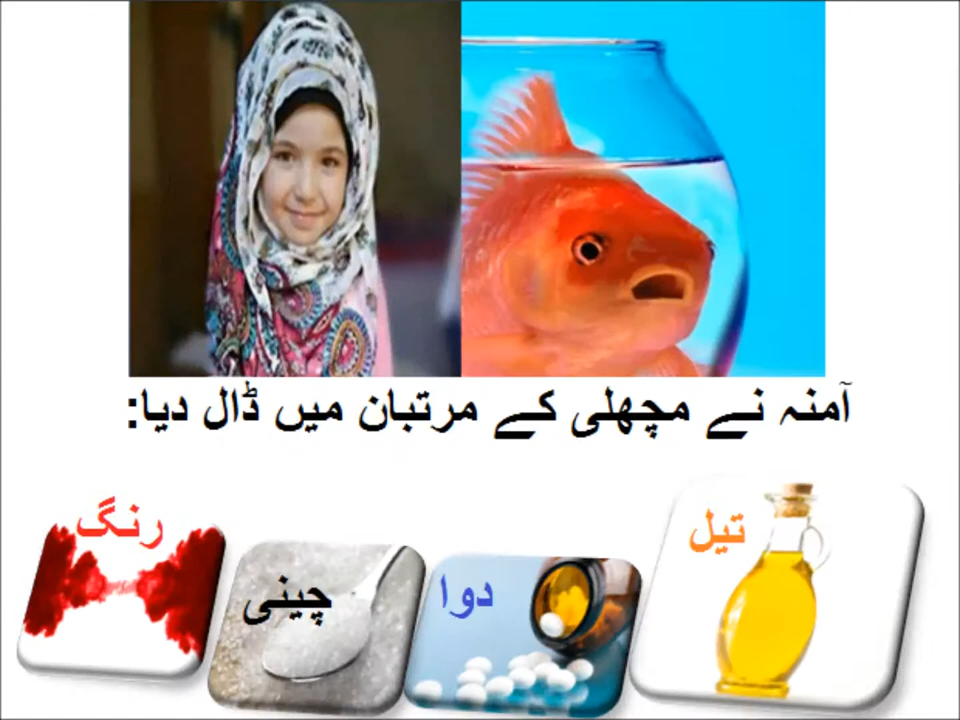 آمنہ نے مچھلی کے مرتبان میں ڈال دیا:
تیل
دوا
چینی
رنگ